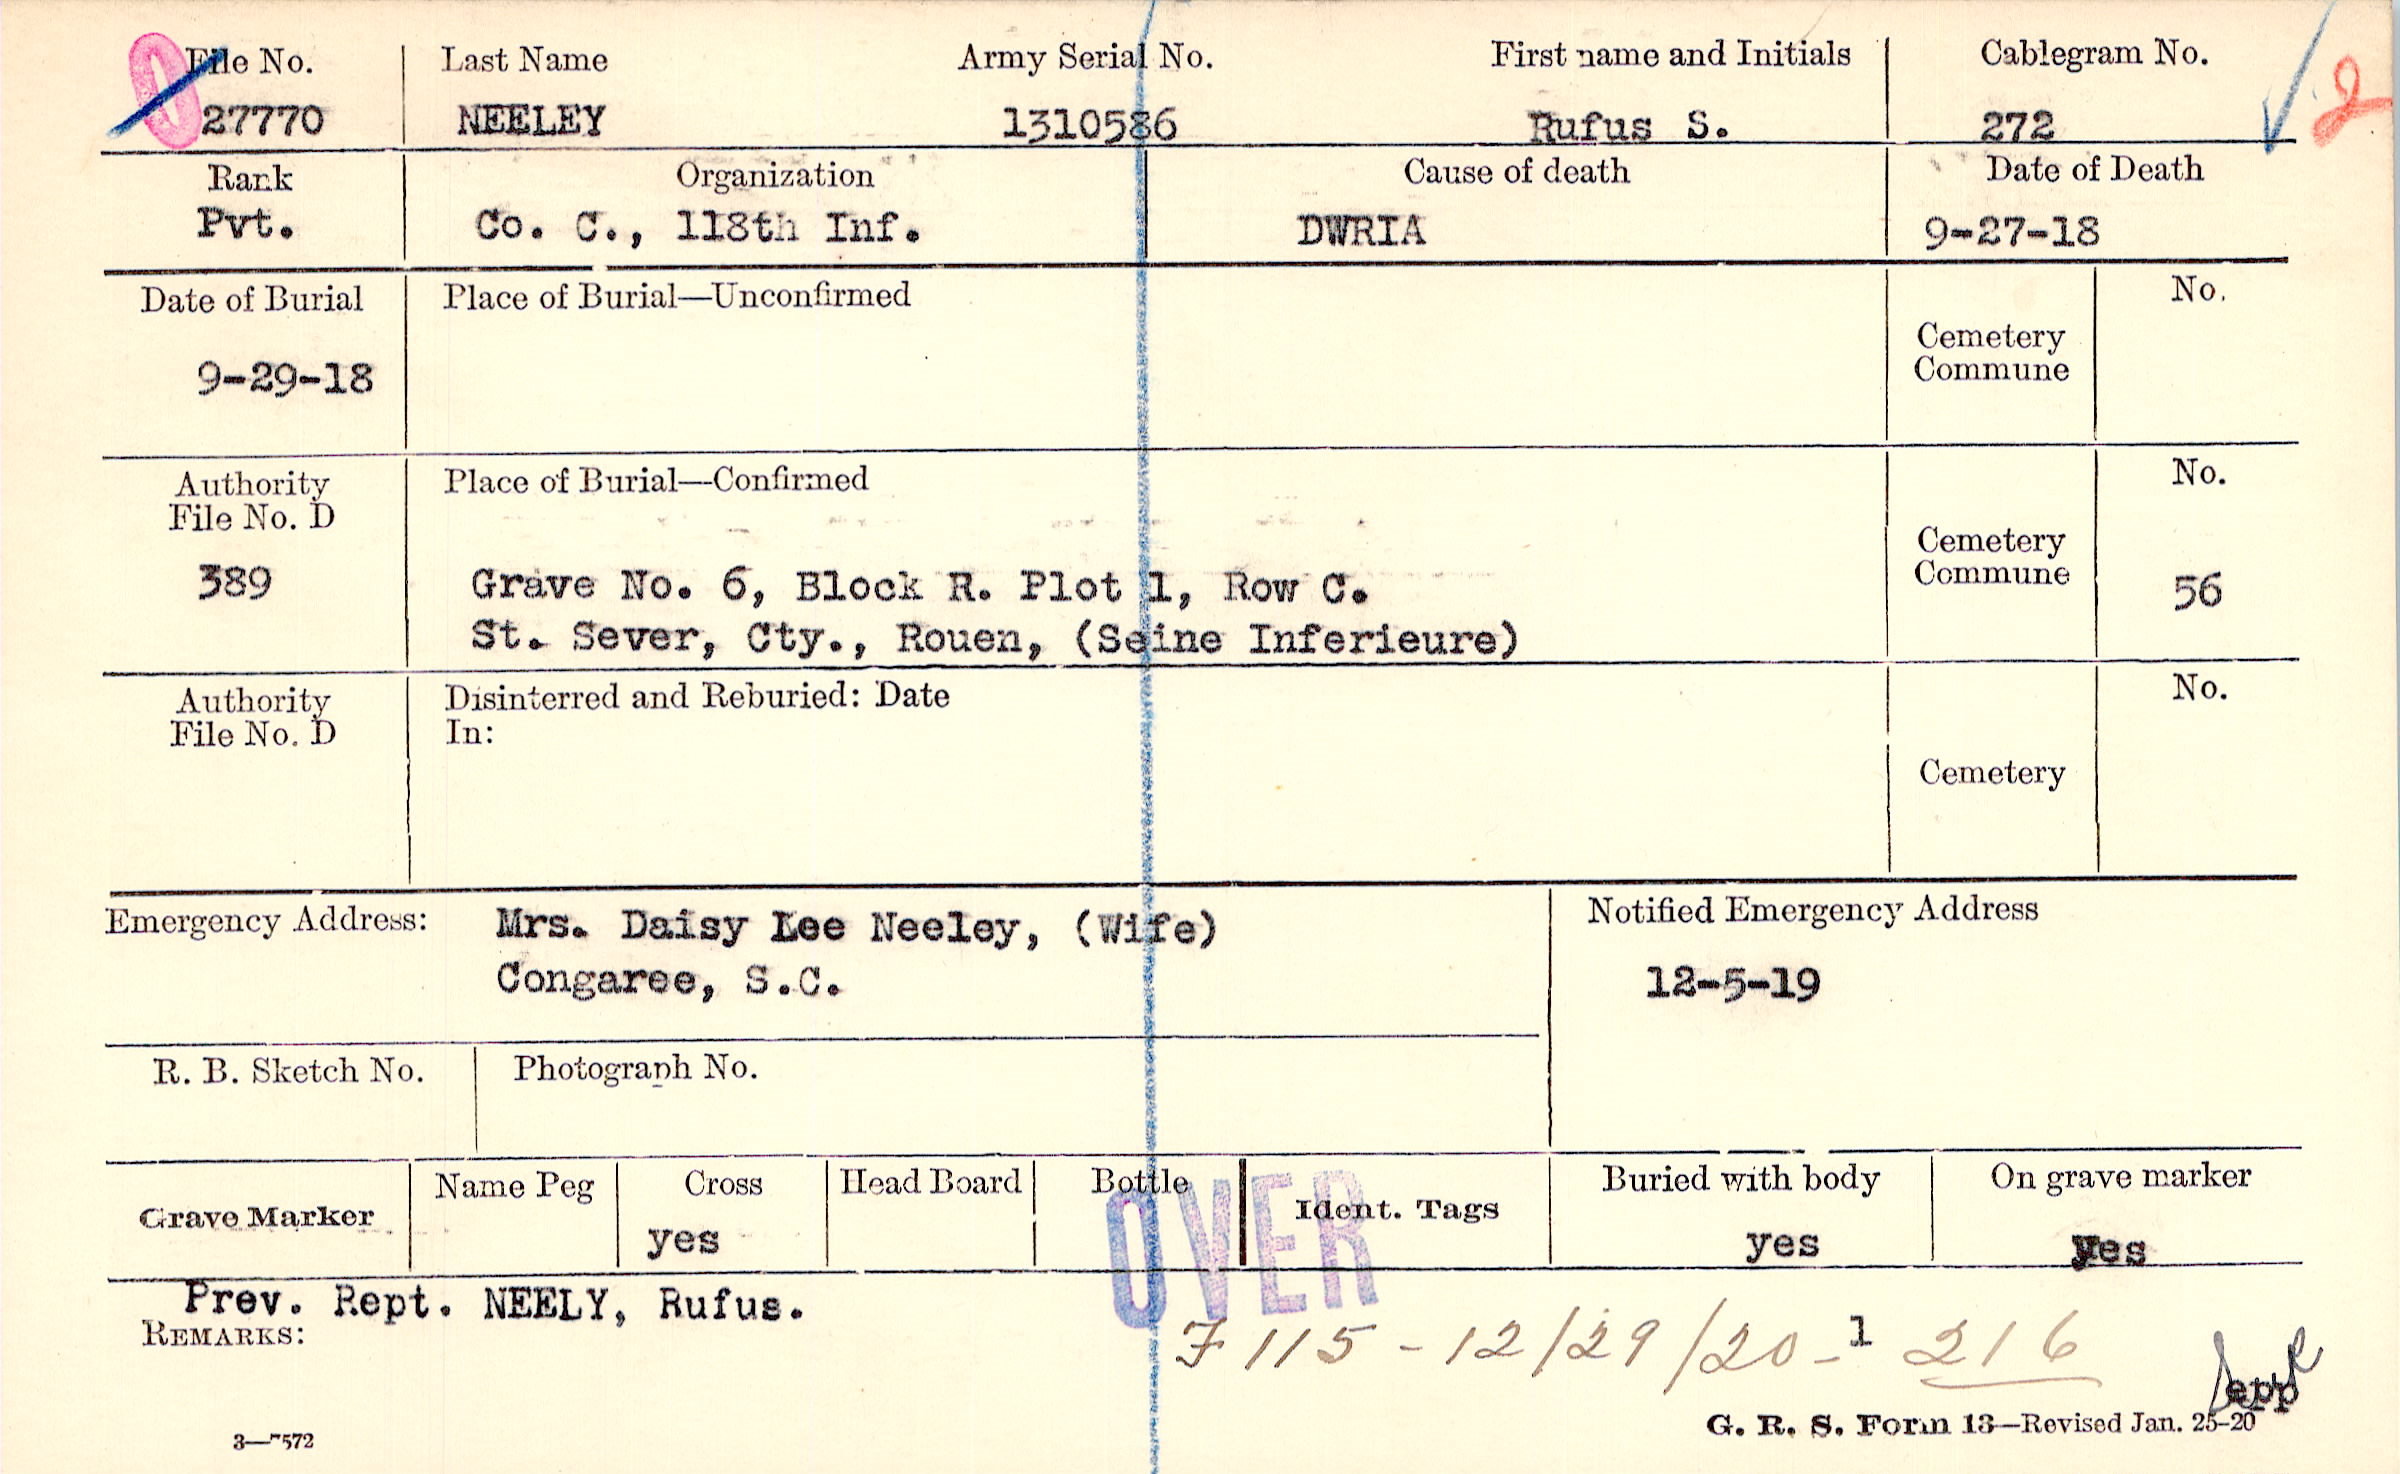 File No. Last Name Army Serial No. First name and Initials Cablegram No.
0 27770 NEELEY 1310586 Rufus S. 272 2
Rank Organization Cause of death Date of Death
Pvt. Co. C., 118th Inf. DWRIA 9-27-18
Date of Burial Place of Burial—Unconfirmed No.
Cemetery
Commune
9-29-18
Authority Place of Burial—Confirmed No.
File No. D
Cemetery
Commune
389 Grave No. 6, Block R. Plot 1, Row C. 56
St. Sever, Cty., Rouen, (Seine Inferieure)
Authority Disinterred and Reburied: Date No.
File No. D In:
Cemetery
Emergency Address: Mrs. Daisy Lee Neeley, (Wife) Notified Emergency Address
Congaree, S.C. 12-5-19
R. B. Sketch No. Photograph No.
Grave Marker Name Peg Cross Head Board Bottle Ident. Tags Buried with body On grave marker
yes yes yes
OVER
Prev. Rept. NEELY, Rufus.
REMARKS:
F 115 - 12/29/20 - 1 216
epp
G. R. S. Form 13—Revised Jan. 25-20
3—7572